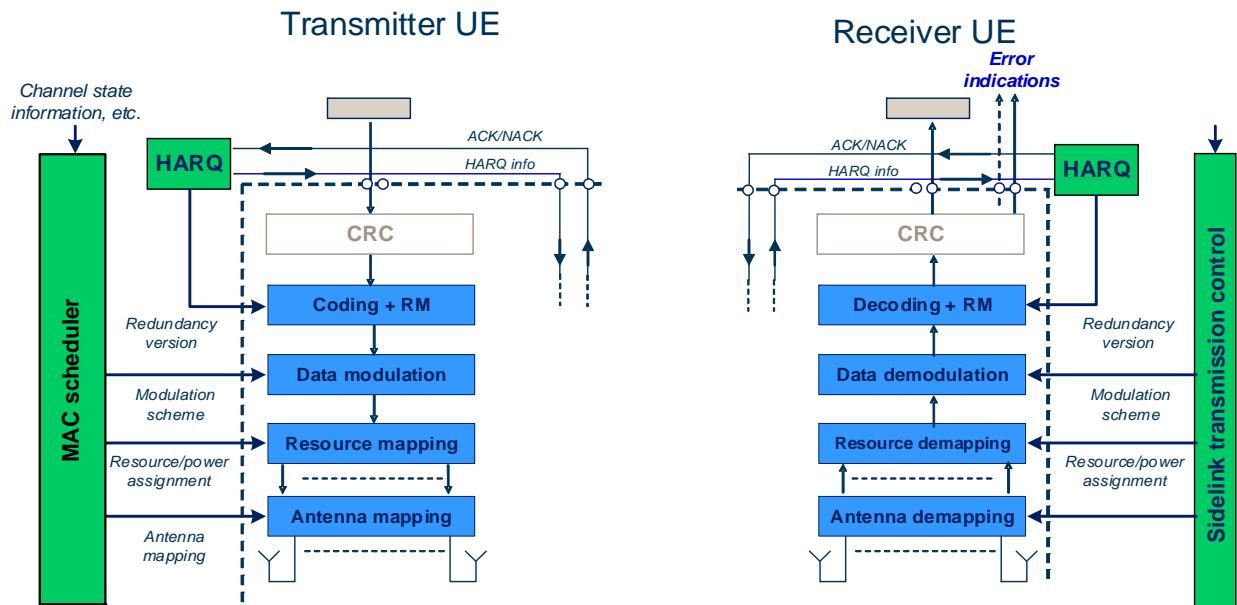 Transmitter UE
Receiver UE
Error
indications
Channel state
information, etc.
HARQ
ACK/NACK
HARQ info
ACK/NACK
HARQ info
HARQ
MAC scheduler
CRC
Coding + RM
Redundancy
version
Data modulation
Modulation
scheme
Resource mapping
Resource/power
assignment
Antenna mapping
Antenna
mapping
CRC
Decoding + RM
Redundancy
version
Data demodulation
Modulation
scheme
Resource demapping
Resource/power
assignment
Antenna demapping
Sidelink transmission control